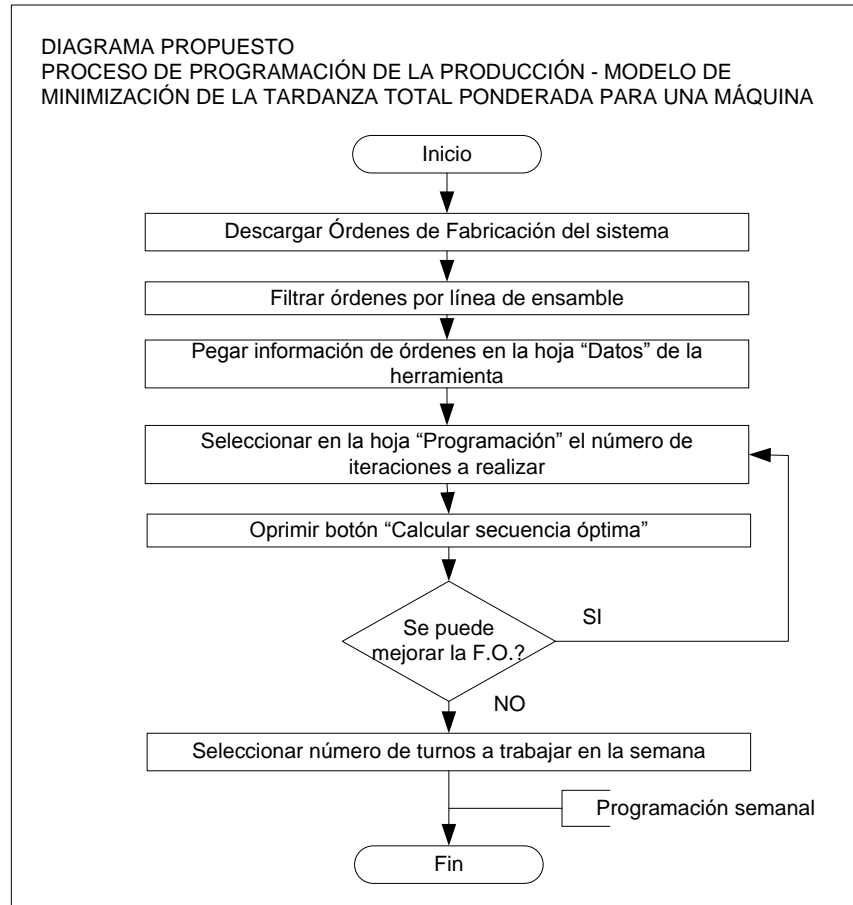 DIAGRAMA PROPUESTO
PROCESO DE PROGRAMACIÓN DE LA PRODUCCIÓN - MODELO DE
MINIMIZACIÓN DE LA TARDANZA TOTAL PONDERADA PARA UNA MÁQUINA
Inicio
Descargar Órdenes de Fabricación del sistema
Filtrar órdenes por línea de ensamble
Pegar información de órdenes en la hoja “Datos” de la
herramienta
Seleccionar en la hoja “Programación” el número de
iteraciones a realizar
Oprimir botón “Calcular secuencia óptima”
Se puede
mejorar la F.O.?
SI
NO
Seleccionar número de turnos a trabajar en la semana
Programación semanal
Fin